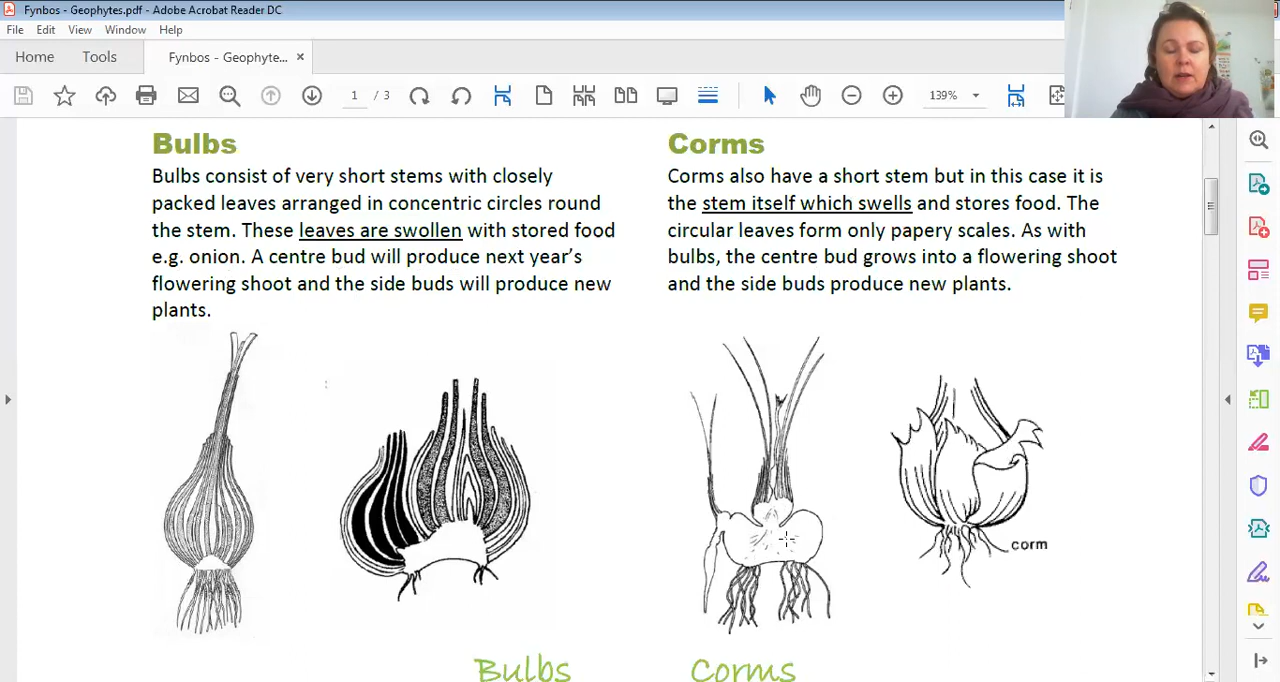 Fynbos - Geophytes.pdf - Adobe Acrobat Reader DC
File Edit View Window Help
Home Tools Fynbos - Geophyte... ×
1 / 3 139%
Bulbs
Bulbs consist of very short stems with closely
packed leaves arranged in concentric circles round
the stem. These leaves are swollen with stored food
e.g. onion. A centre bud will produce next year’s
flowering shoot and the side buds will produce new
plants.
Corms
Corms also have a short stem but in this case it is
the stem itself which swells and stores food. The
circular leaves form only papery scales. As with
bulbs, the centre bud grows into a flowering shoot
and the side buds produce new plants.
corm
Bulbs Corms